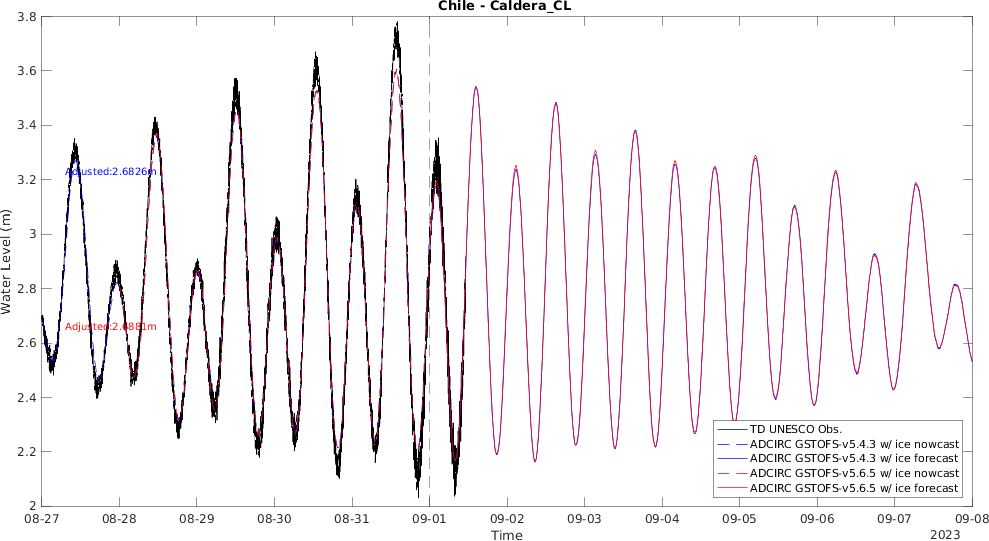 Chile - Caldera_CL
3.8
3.6
3.4
3.2
3
2.8
2.6
2.4
2.2
2
Water Level (m)
Adjusted:2.6826m
Adjusted:2.6881m
TD UNESCO Obs.
ADCIRC GSTOFS-v5.4.3 w/ ice nowcast
ADCIRC GSTOFS-v5.4.3 w/ ice forecast
ADCIRC GSTOFS-v5.6.5 w/ ice nowcast
ADCIRC GSTOFS-v5.6.5 w/ ice forecast
08-27 08-28 08-29 08-30 08-31 09-01 09-02 09-03 09-04 09-05 09-06 09-07 09-08
Time
2023